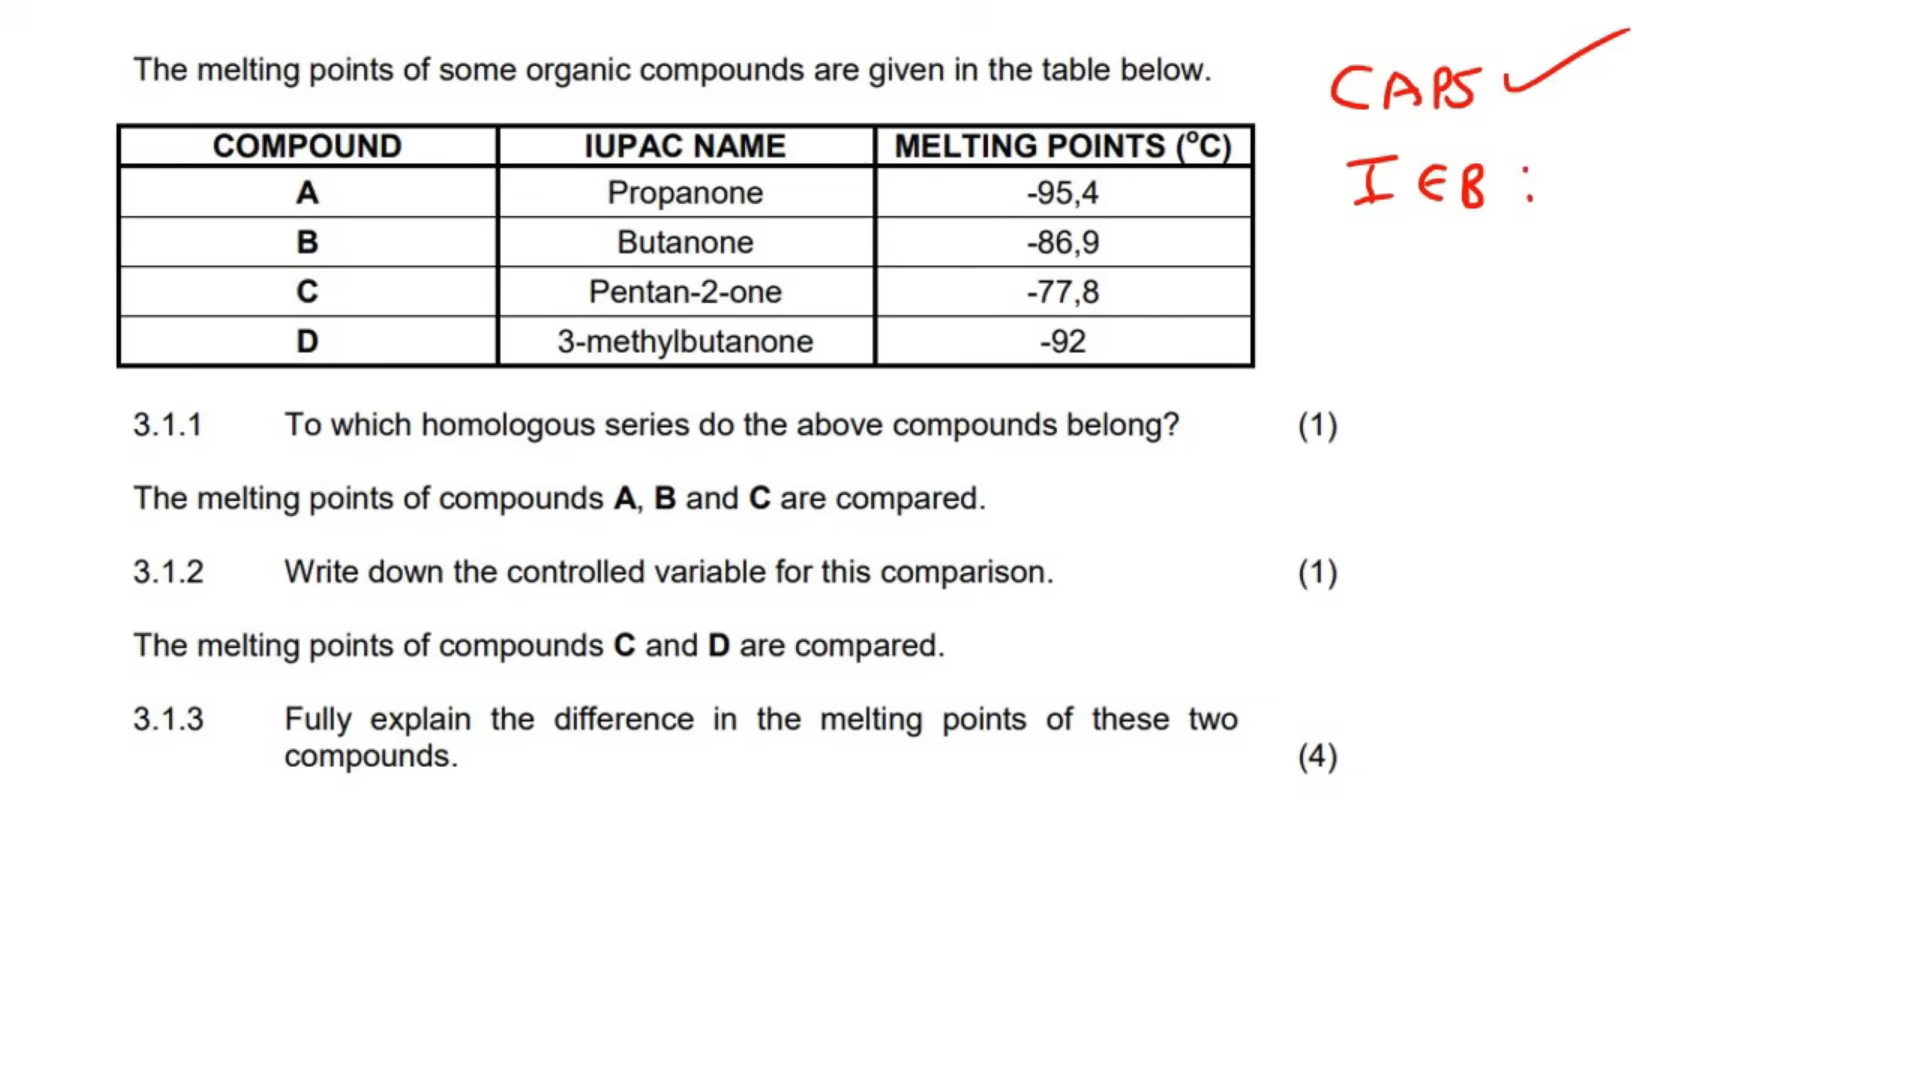 The melting points of some organic compounds are given in the table below.
CAPS
IEB :
COMPOUND IUPAC NAME MELTING POINTS (°C)
A Propanone -95,4
B Butanone -86,9
C Pentan-2-one -77,8
D 3-methylbutanone -92
3.1.1 To which homologous series do the above compounds belong? (1)
The melting points of compounds A, B and C are compared.
3.1.2 Write down the controlled variable for this comparison. (1)
The melting points of compounds C and D are compared.
3.1.3 Fully explain the difference in the melting points of these two
compounds. (4)